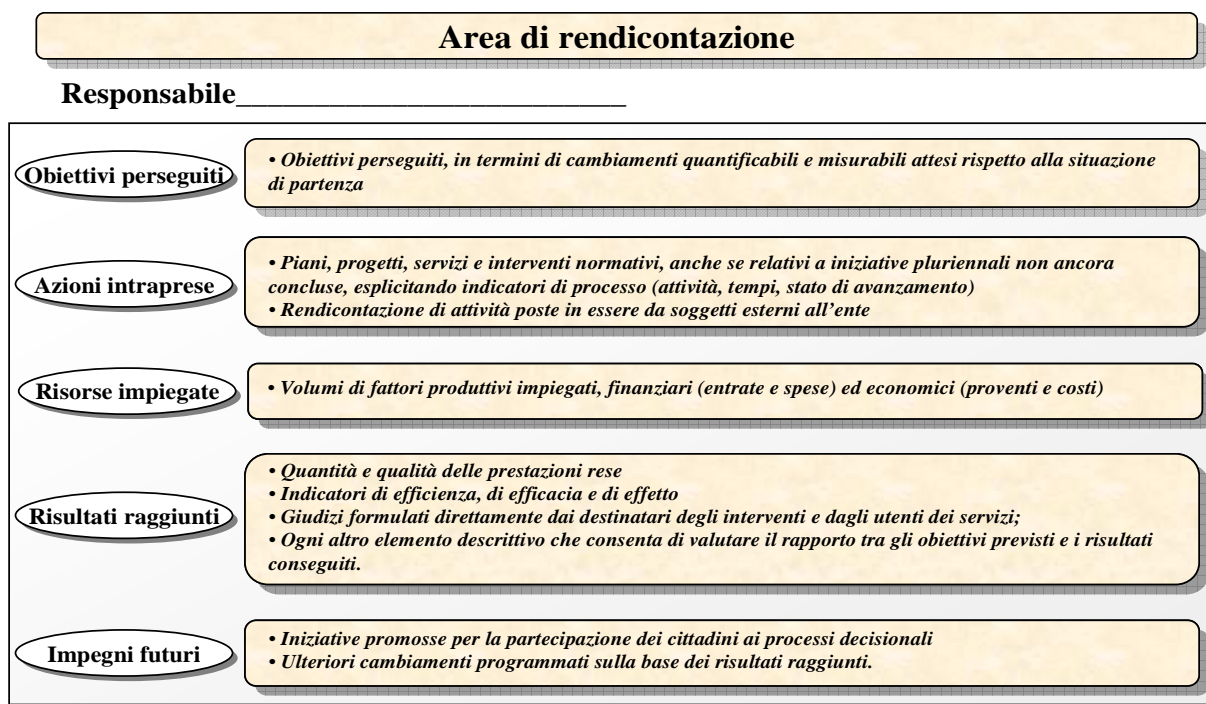 Area di rendicontazione
Responsabile__________________________
Obiettivi perseguiti
• Obiettivi perseguiti, in termini di cambiamenti quantificabili e misurabili attesi rispetto alla situazione
di partenza
Azioni intraprese
• Piani, progetti, servizi e interventi normativi, anche se relativi a iniziative pluriennali non ancora
concluse, esplicitando indicatori di processo (attività, tempi, stato di avanzamento)
• Rendicontazione di attività poste in essere da soggetti esterni all’ente
Risorse impiegate
• Volumi di fattori produttivi impiegati, finanziari (entrate e spese) ed economici (proventi e costi)
Risultati raggiunti
• Quantità e qualità delle prestazioni rese
• Indicatori di efficienza, di efficacia e di effetto
• Giudizi formulati direttamente dai destinatari degli interventi e dagli utenti dei servizi;
• Ogni altro elemento descrittivo che consenta di valutare il rapporto tra gli obiettivi previsti e i risultati
conseguiti.
Impegni futuri
• Iniziative promosse per la partecipazione dei cittadini ai processi decisionali
• Ulteriori cambiamenti programmati sulla base dei risultati raggiunti.